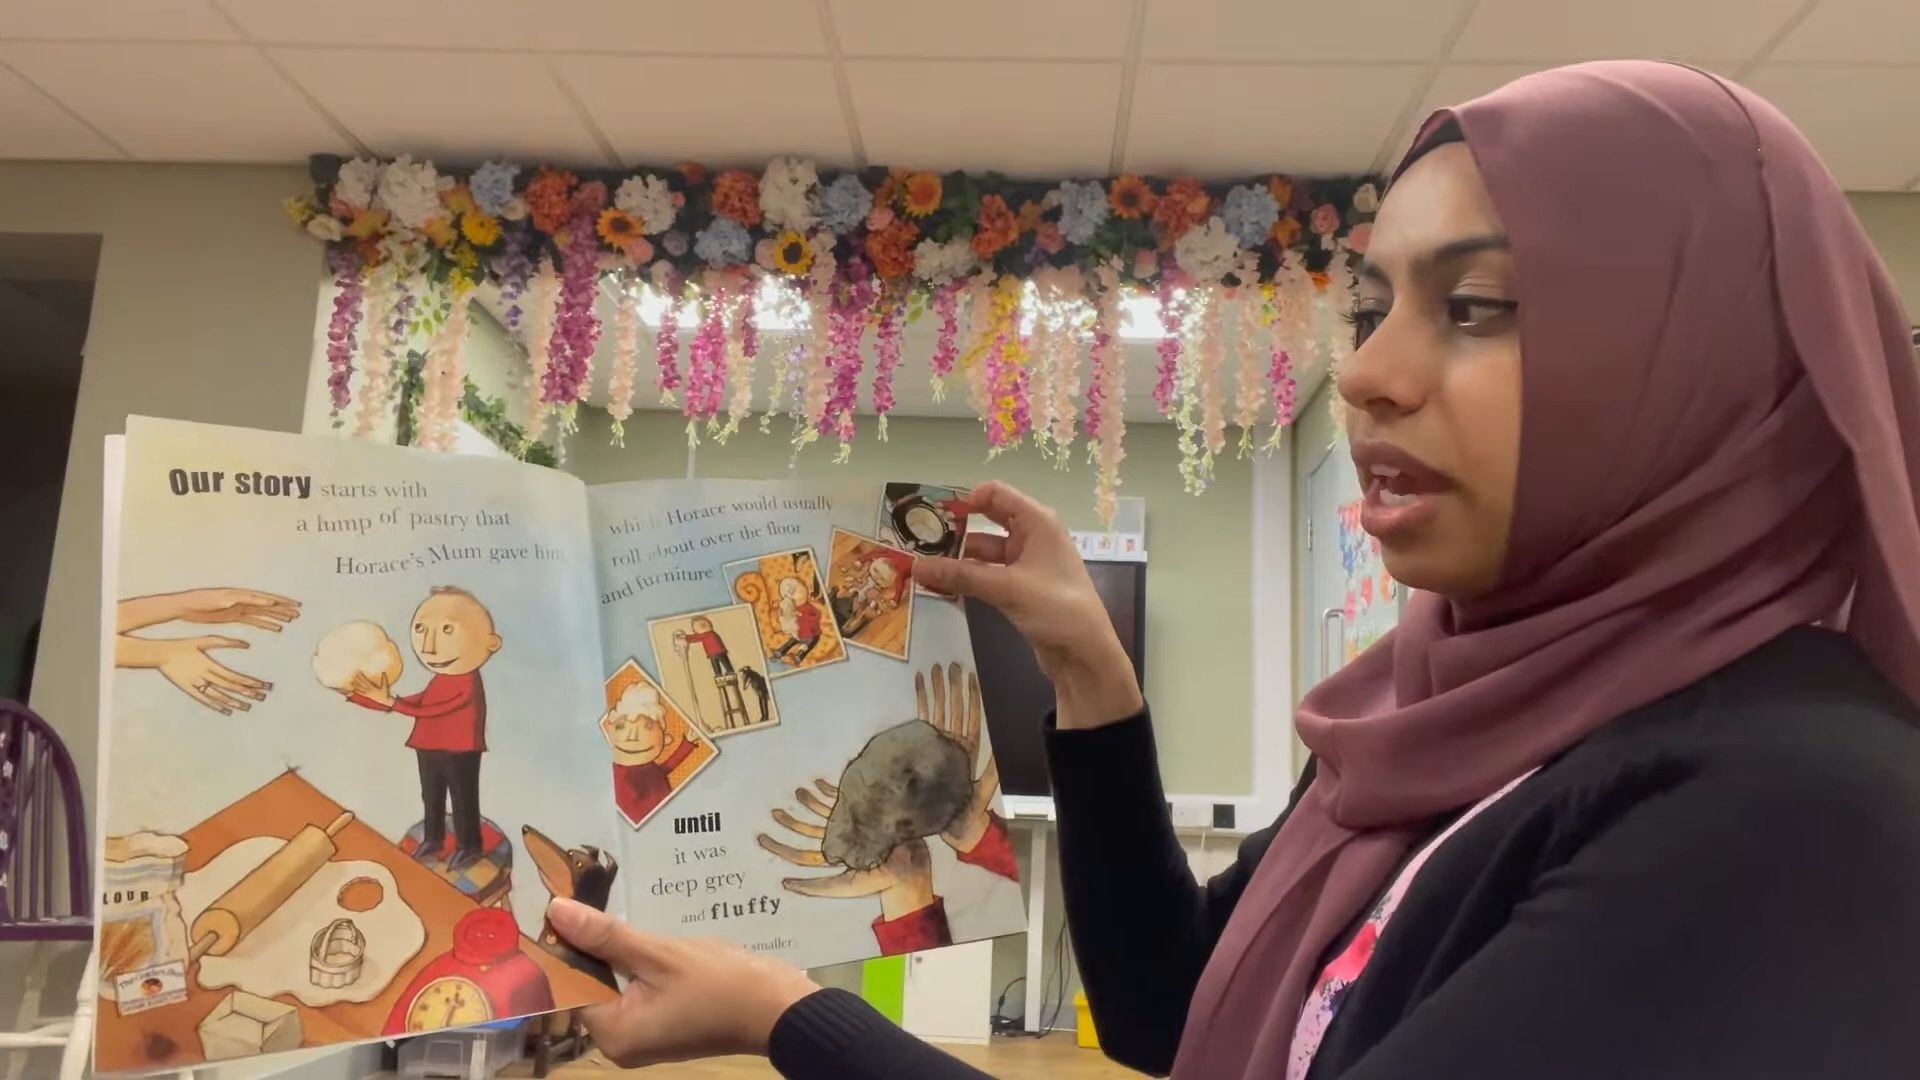 Our story starts with
a lump of pastry that
Horace's Mum gave him
Horace would usually
roll about over the floor
and furniture
until
it was
deep grey
and fluffy
smaller.
LOUR